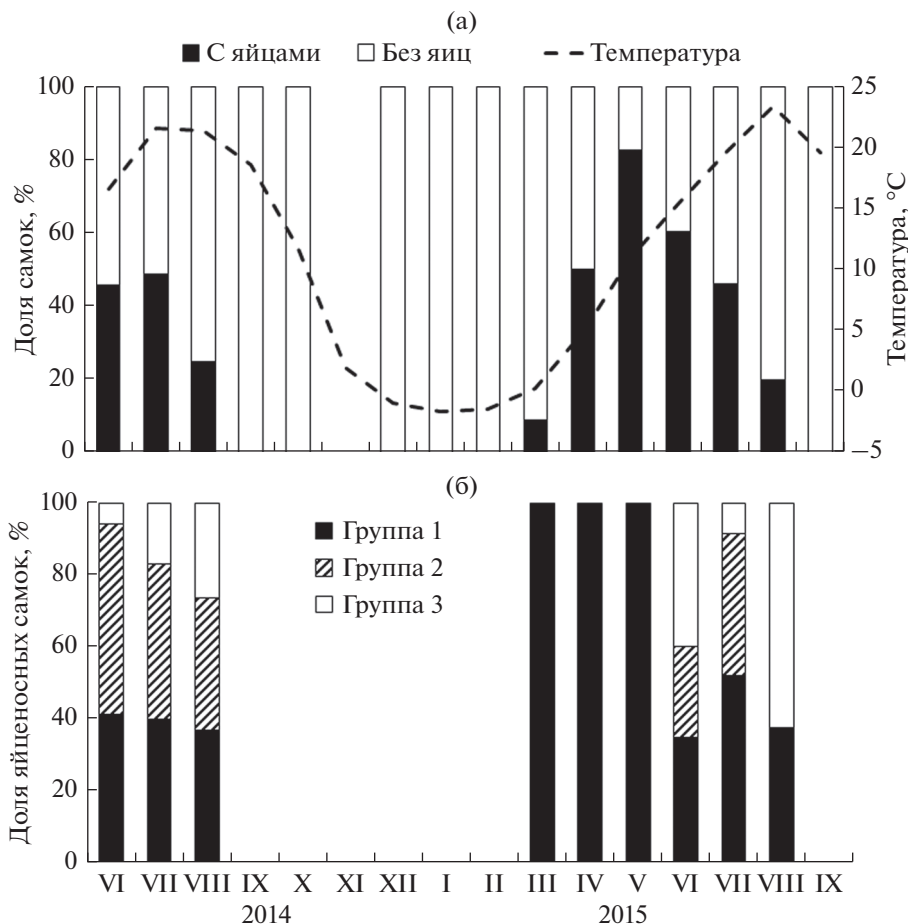 (а)
С яйцами Без яиц Температура
Доля самок, %
100
80
60
40
20
0
25
20
15
10
5
0
−5
Температура, °C
(б)
Доля яйценосных самок, %
100
80
60
40
20
0
Группа 1
Группа 2
Группа 3
VI VII VIII IX X XI XII I II III IV V VI VII VIII IX
2014 2015